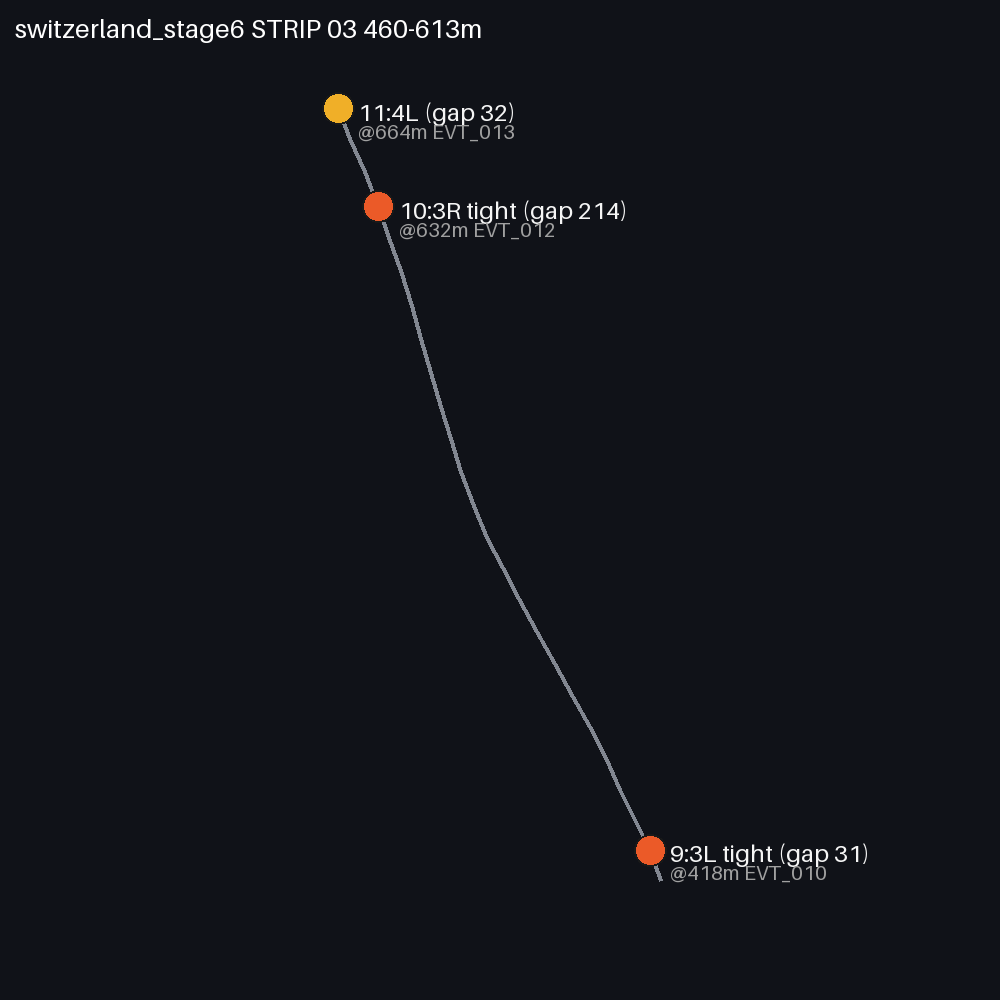 switzerland_stage6 STRIP 03 460-613m
11:4L (gap 32)
@664m EVT_013
10:3R tight (gap 214)
@632m EVT_012
9:3L tight (gap 31)
@418m EVT_010